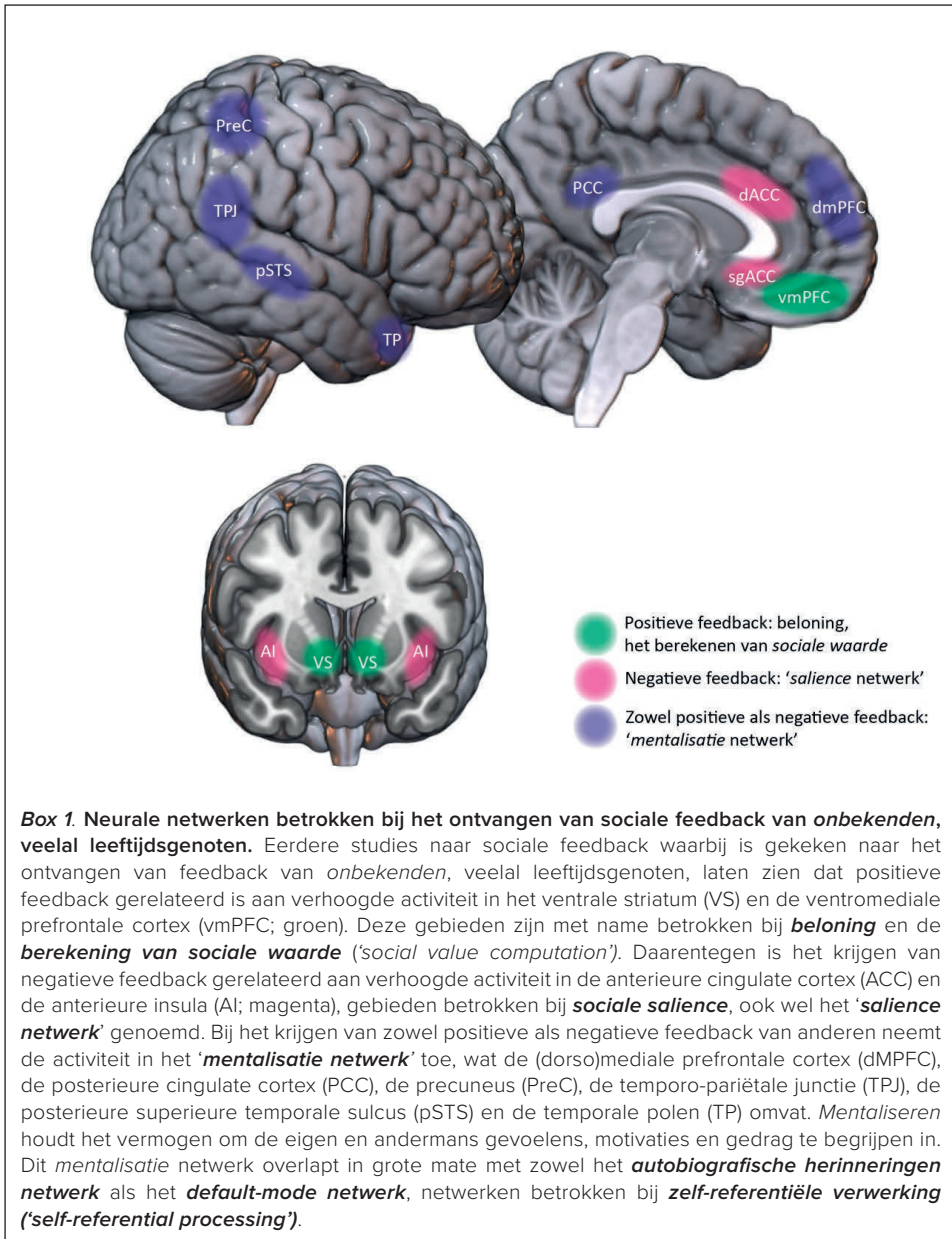 PreC
TPJ
pSTS
TP
PCC
dACC
dmPFC
sgACC
vmPFC
AI
VS
VS
AI
Positieve feedback: beloning,
het berekenen van sociale waarde
Negatieve feedback: ‘salience netwerk’
Zowel positieve als negatieve feedback:
‘mentalisatie netwerk’
Box 1. Neurale netwerken betrokken bij het ontvangen van sociale feedback van onbekenden,
veelal leeftijdsgenoten. Eerdere studies naar sociale feedback waarbij is gekeken naar het
ontvangen van feedback van onbekenden, veelal leeftijdsgenoten, laten zien dat positieve
feedback gerelateerd is aan verhoogde activiteit in het ventrale striatum (VS) en de ventromediale
prefrontale cortex (vmPFC; groen). Deze gebieden zijn met name betrokken bij beloning en de
berekening van sociale waarde (‘social value computation’). Daarentegen is het krijgen van
negatieve feedback gerelateerd aan verhoogde activiteit in de anterieure cingulate cortex (ACC) en
de anterieure insula (AI; magenta), gebieden betrokken bij sociale salience, ook wel het ‘salience
netwerk’ genoemd. Bij het krijgen van zowel positieve als negatieve feedback van anderen neemt
de activiteit in het ‘mentalisatie netwerk’ toe, wat de (dorso)mediale prefrontale cortex (dMPFC),
de posterieure cingulate cortex (PCC), de precuneus (PreC), de temporo-pariëtale junctie (TPJ), de
posterieure superieure temporale sulcus (pSTS) en de temporale polen (TP) omvat. Mentaliseren
houdt het vermogen om de eigen en andermans gevoelens, motivaties en gedrag te begrijpen in.
Dit mentalisatie netwerk overlapt in grote mate met zowel het autobiografische herinneringen
netwerk als het default-mode netwerk, netwerken betrokken bij zelf-referentiële verwerking
(‘self-referential processing’).